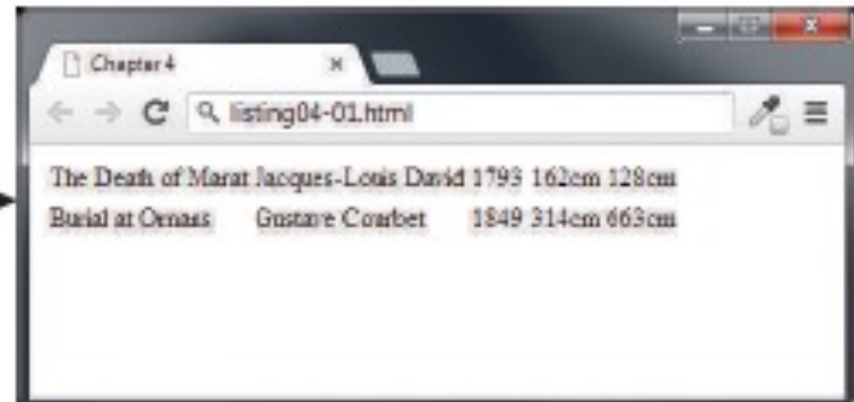 Chapter 4
listing04-01.html
The Death of Marat Jacques-Louis David 1793 162cm 128cm
Burial at Ornans Gustave Courbet 1849 314cm 663cm